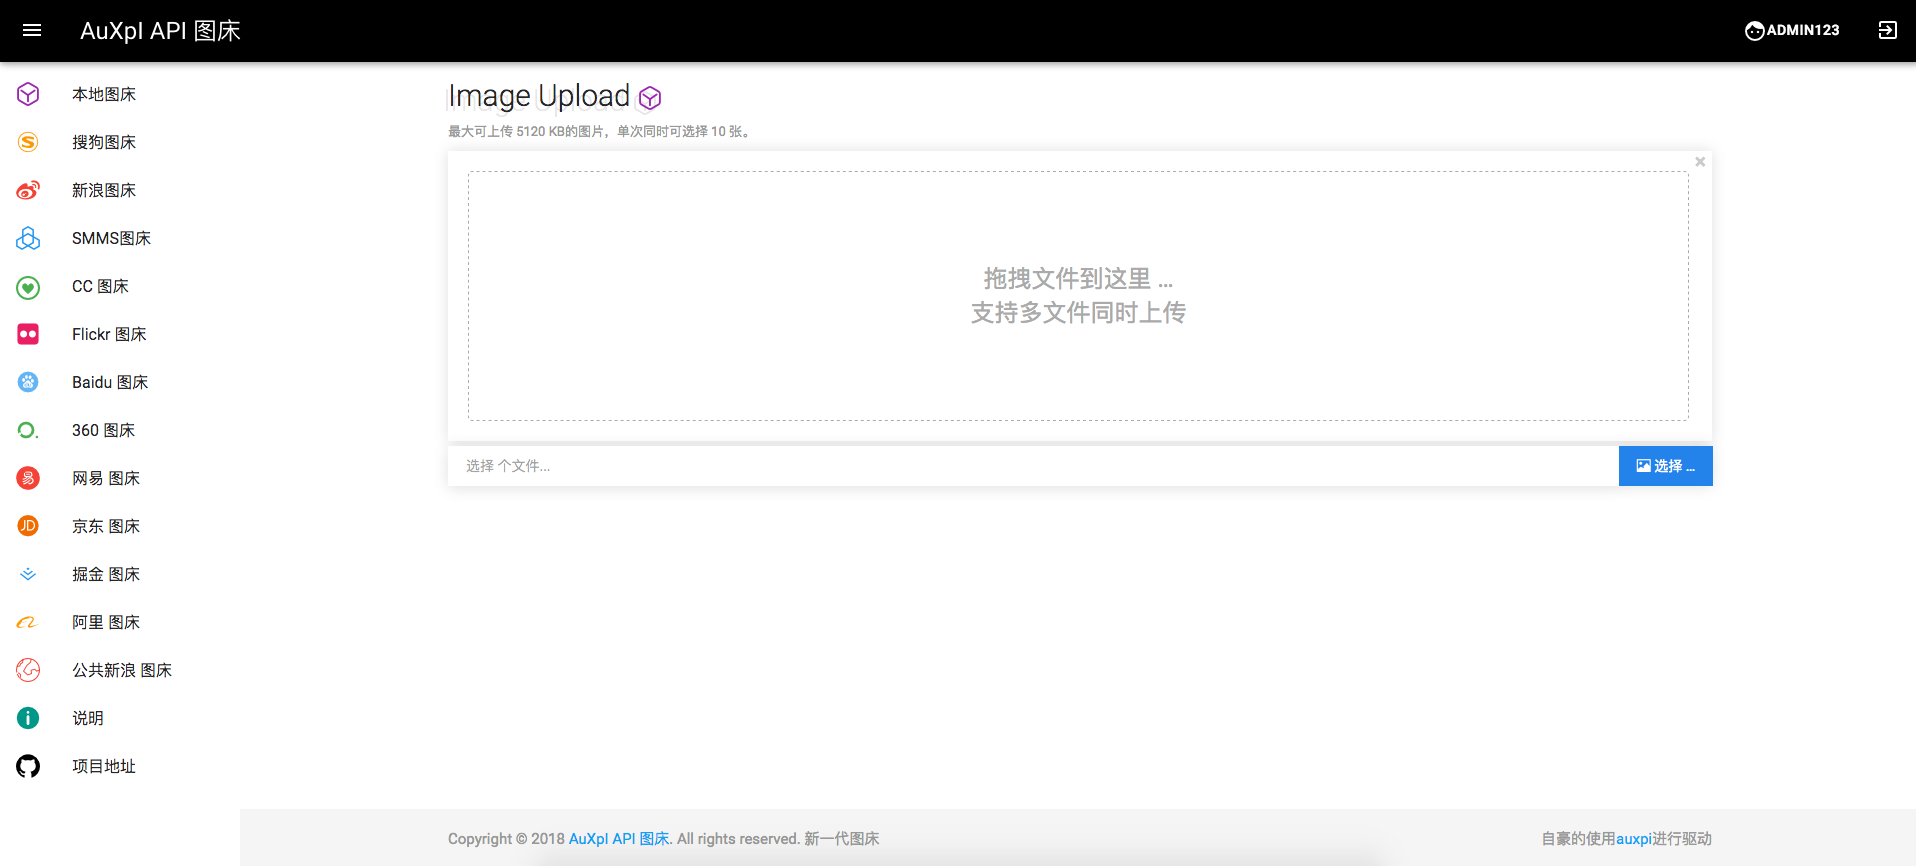 AuXpI API 图床
ADMIN123
本地图床
搜狗图床
新浪图床
SMMS图床
CC 图床
Flickr 图床
Baidu 图床
360 图床
网易 图床
京东 图床
掘金 图床
阿里 图床
公共新浪 图床
说明
项目地址
Image Upload
最大可上传 5120 KB的图片，单次同时可选择 10 张。
拖拽文件到这里 ...
支持多文件同时上传
选择 个文件...
选择 ...
Copyright © 2018 AuXpI API 图床. All rights reserved. 新一代图床
自豪的使用auxpi进行驱动